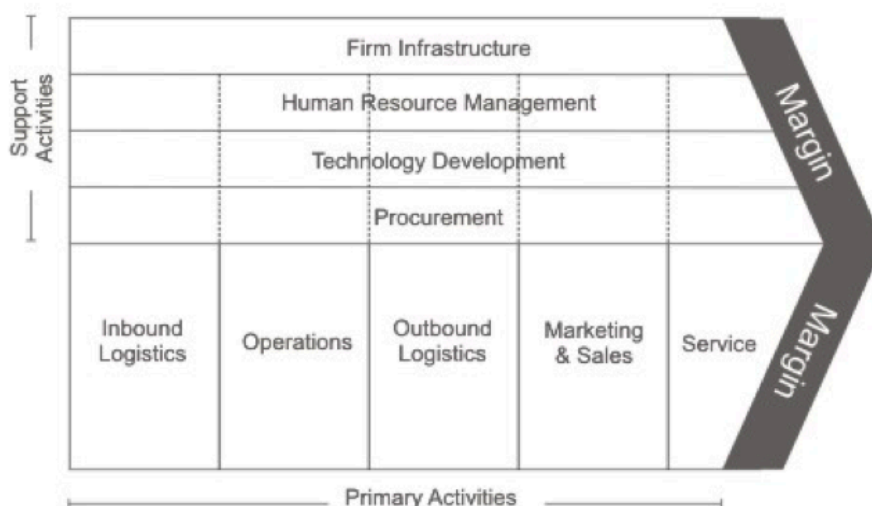 Support
Activities
Firm Infrastructure
Human Resource Management
Technology Development
Procurement
Margin
Inbound
Logistics
Operations
Outbound
Logistics
Marketing
& Sales
Service
Margin
Primary Activities